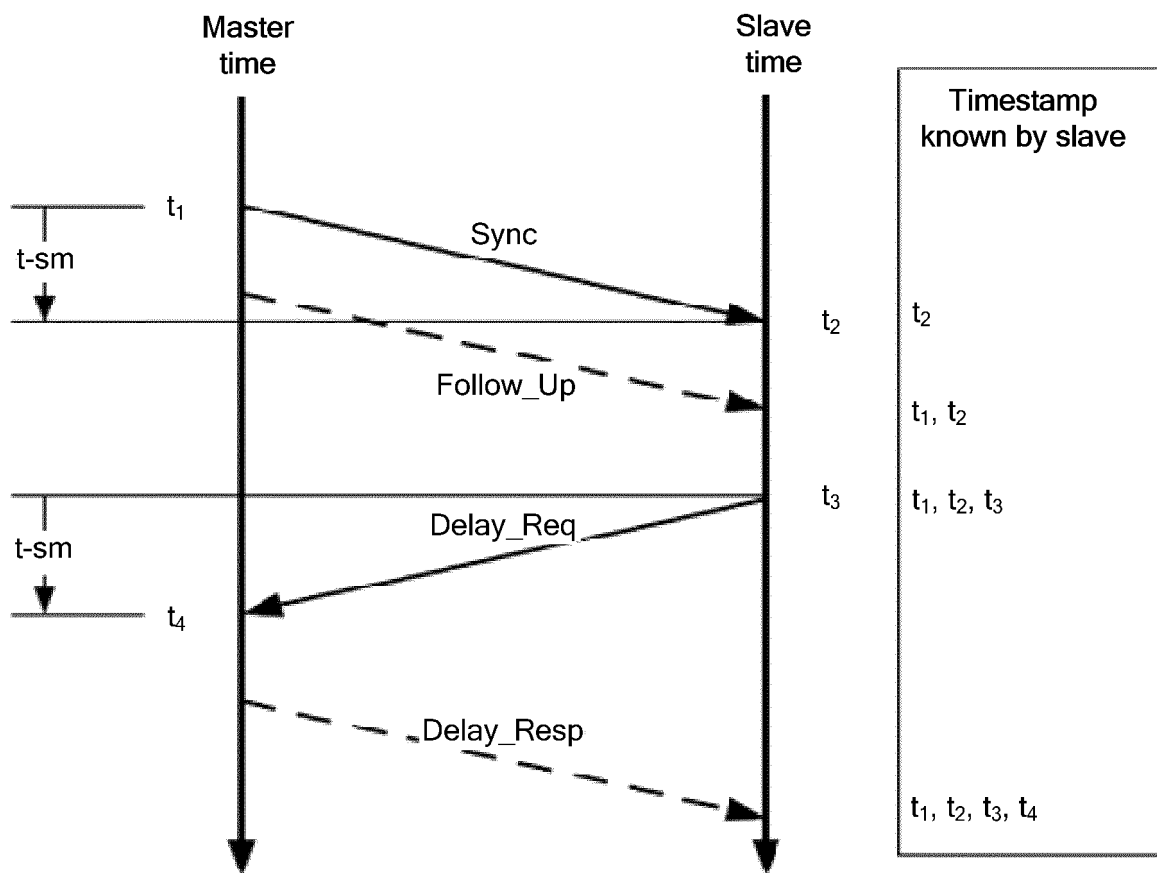 Master
time
Slave
time
Timestamp
known by slave
t₁
Sync
t-sm
t₂
t₂
Follow_Up
t₁, t₂
t₃
t₁, t₂, t₃
Delay_Req
t-sm
t₄
Delay_Resp
t₁, t₂, t₃, t₄